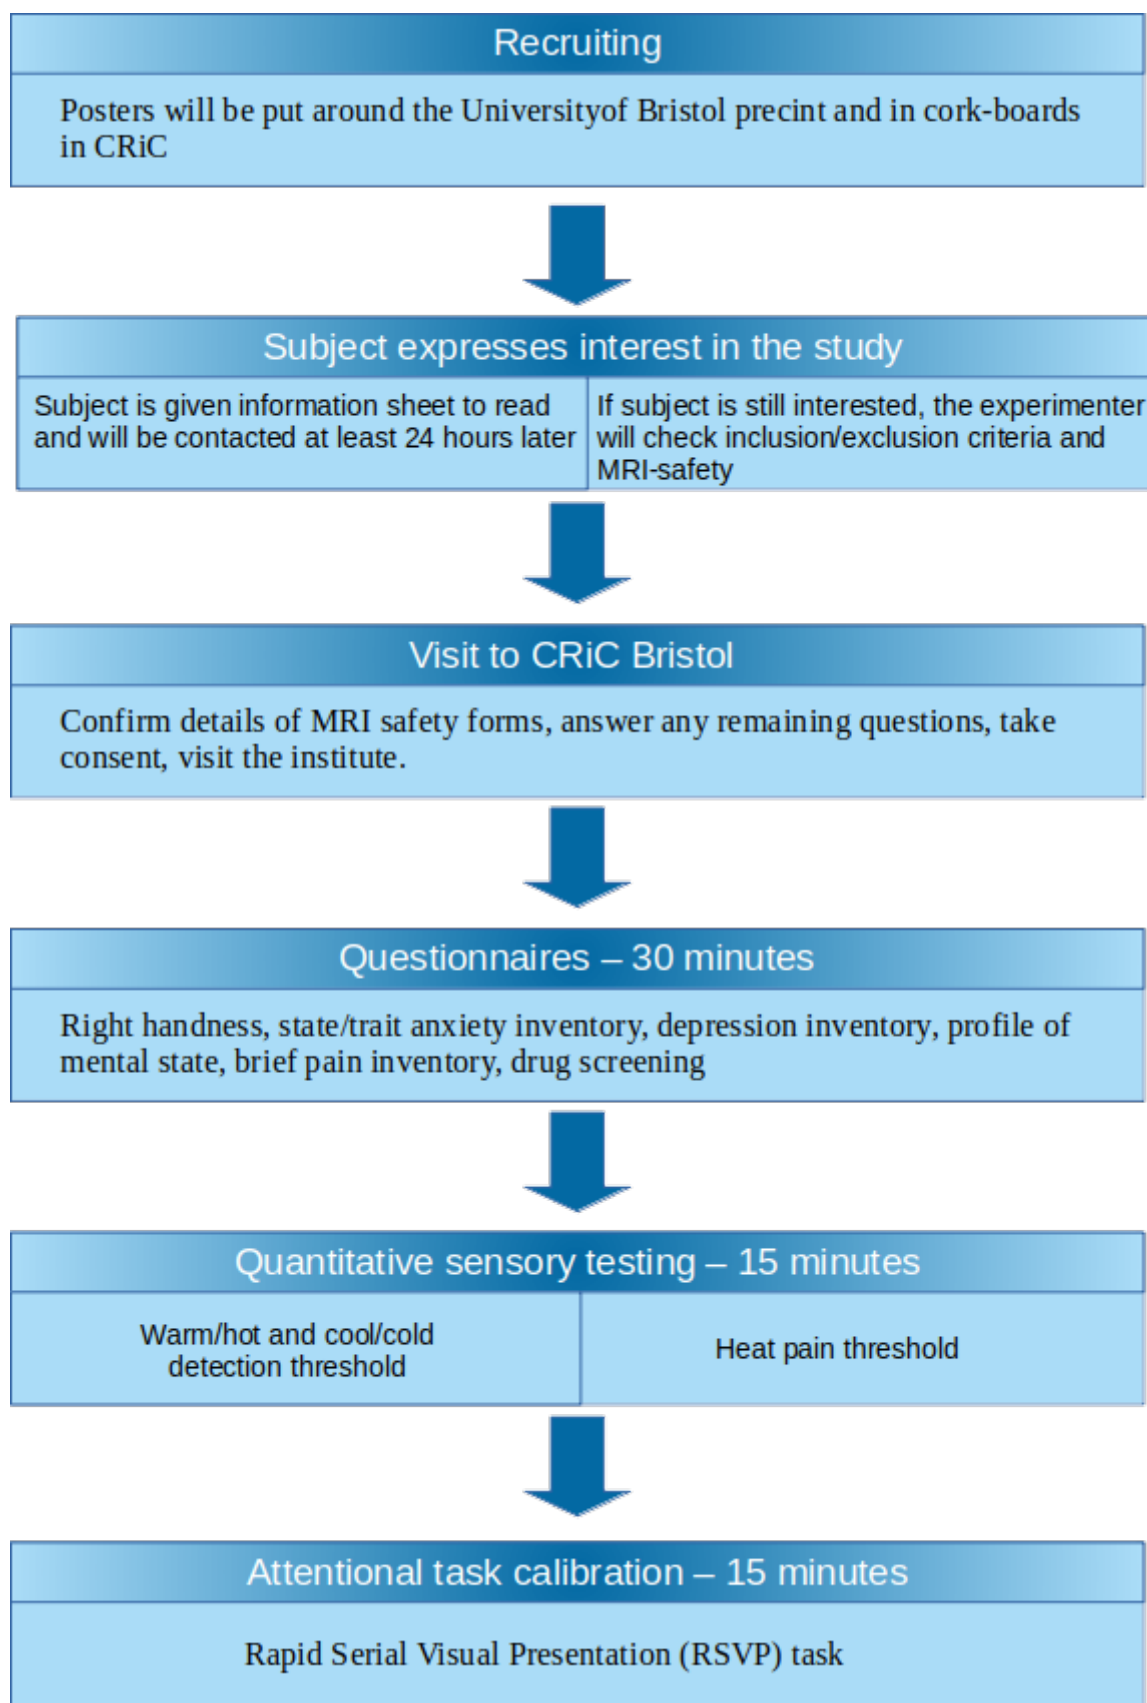 Recruiting
Posters will be put around the Universityof Bristol precint and in cork-boards
in CRiC
Subject expresses interest in the study
Subject is given information sheet to read
and will be contacted at least 24 hours later
If subject is still interested, the experimenter
will check inclusion/exclusion criteria and
MRI-safety
Visit to CRiC Bristol
Confirm details of MRI safety forms, answer any remaining questions, take
consent, visit the institute.
Questionnaires – 30 minutes
Right handness, state/trait anxiety inventory, depression inventory, profile of
mental state, brief pain inventory, drug screening
Quantitative sensory testing – 15 minutes
Warm/hot and cool/cold
detection threshold
Heat pain threshold
Attentional task calibration – 15 minutes
Rapid Serial Visual Presentation (RSVP) task